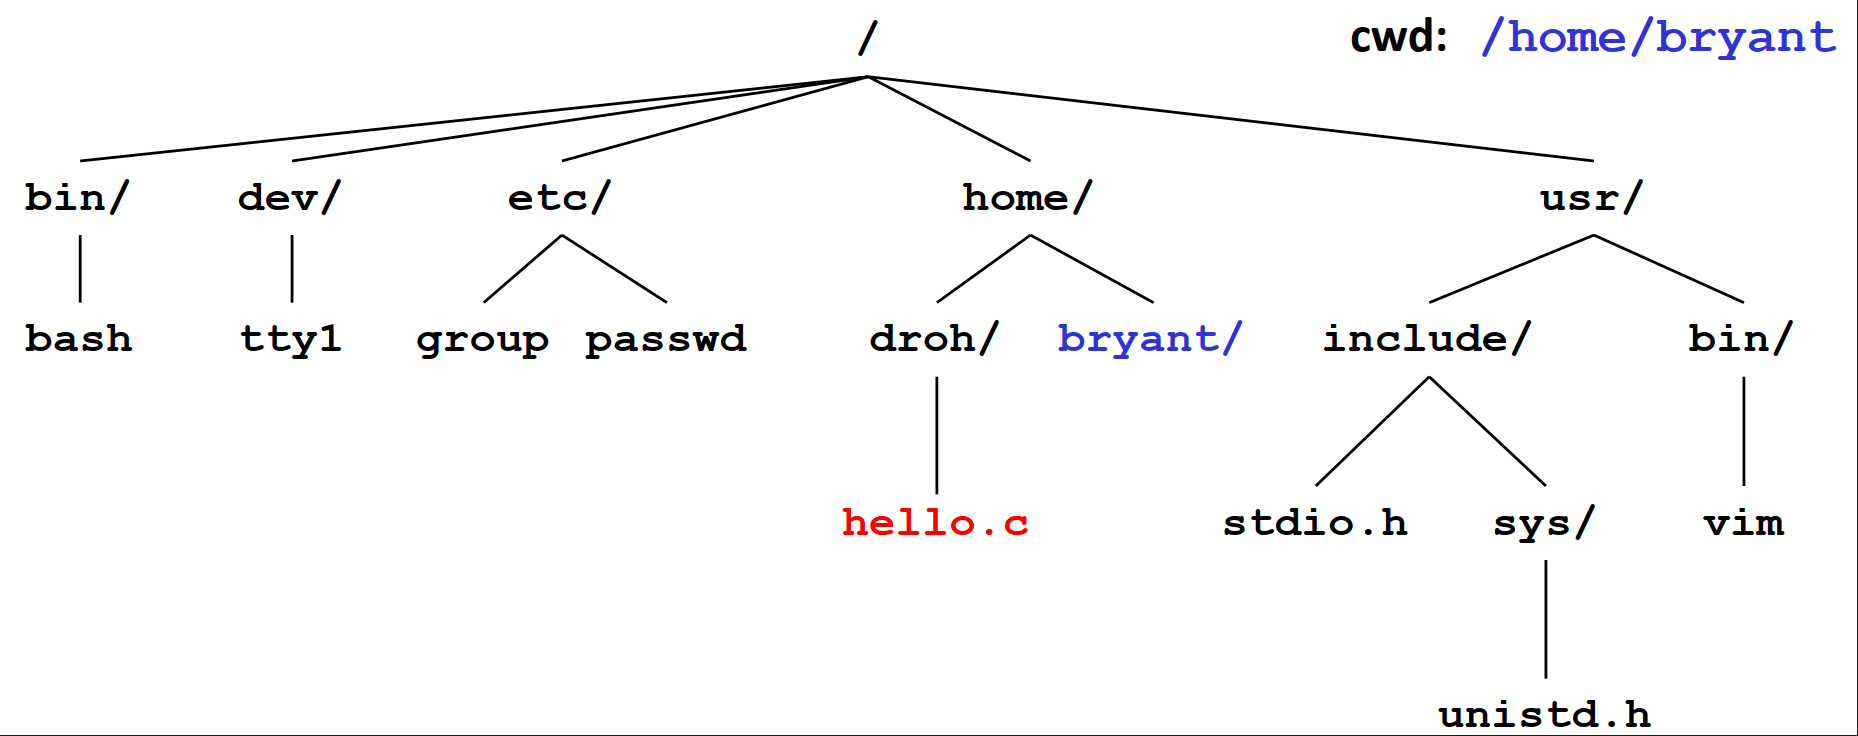 / cwd: /home/bryant
bin/ dev/ etc/ home/ usr/
bash tty1 group passwd droh/ bryant/ include/ bin/
hello.c stdio.h sys/ vim
unistd.h